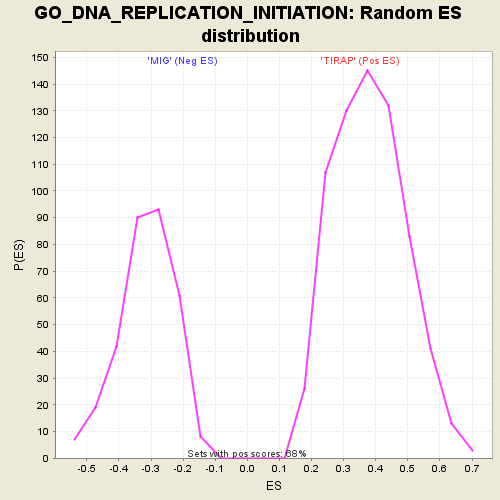 GO_DNA_REPLICATION_INITIATION: Random ES
distribution
'MIG' (Neg ES) 'TIRAP' (Pos ES)
150
140
130
120
110
100
90
80
70
60
50
40
30
20
10
0
P(ES)
Sets with pos scores: 68%
-0.5 -0.4 -0.3 -0.2 -0.1 0.0 0.1 0.2 0.3 0.4 0.5 0.6 0.7
ES